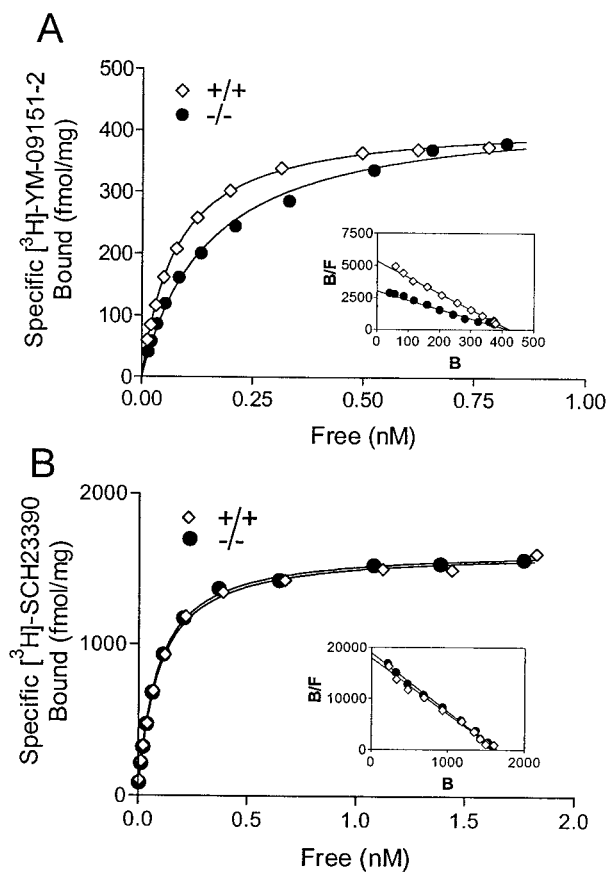 A
Specific [³H]-YM-09151-2
Bound (fmol/mg)
500
400
300
200
100
0
+/+
-/-
B/F
7500
5000
2500
0
0 100 200 300 400 500
B
0.00 0.25 0.50 0.75 1.00
Free (nM)
B
Specific [³H]-SCH23390
Bound (fmol/mg)
2000
1000
0
+/+
-/-
B/F
20000
10000
0
0 1000 2000
B
0.0 0.5 1.0 1.5 2.0
Free (nM)